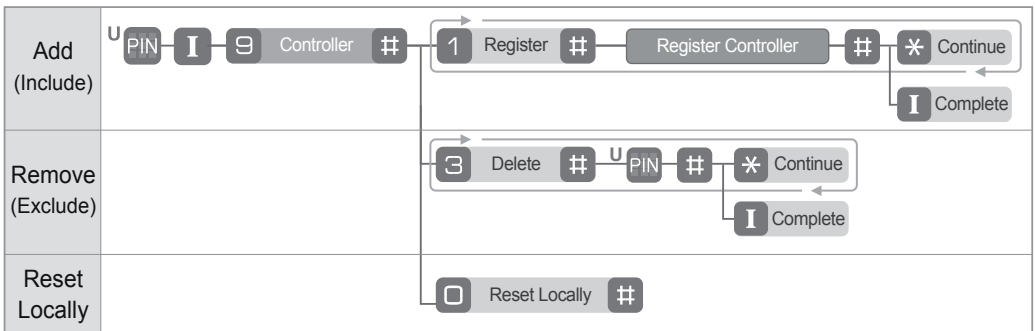 Add
(Include)
U PIN I 9 Controller # 1 Register # Register Controller # * Continue
I Complete
Remove
(Exclude)
3 Delete # U PIN # * Continue
I Complete
Reset
Locally
0 Reset Locally #